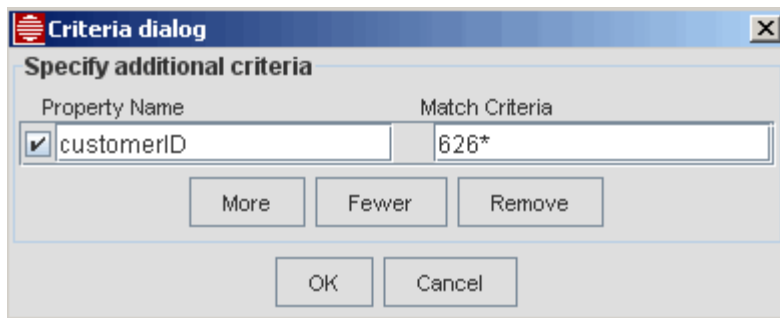 Criteria dialog
Specify additional criteria
Property Name Match Criteria
customerID 626*
More Fewer Remove
OK Cancel